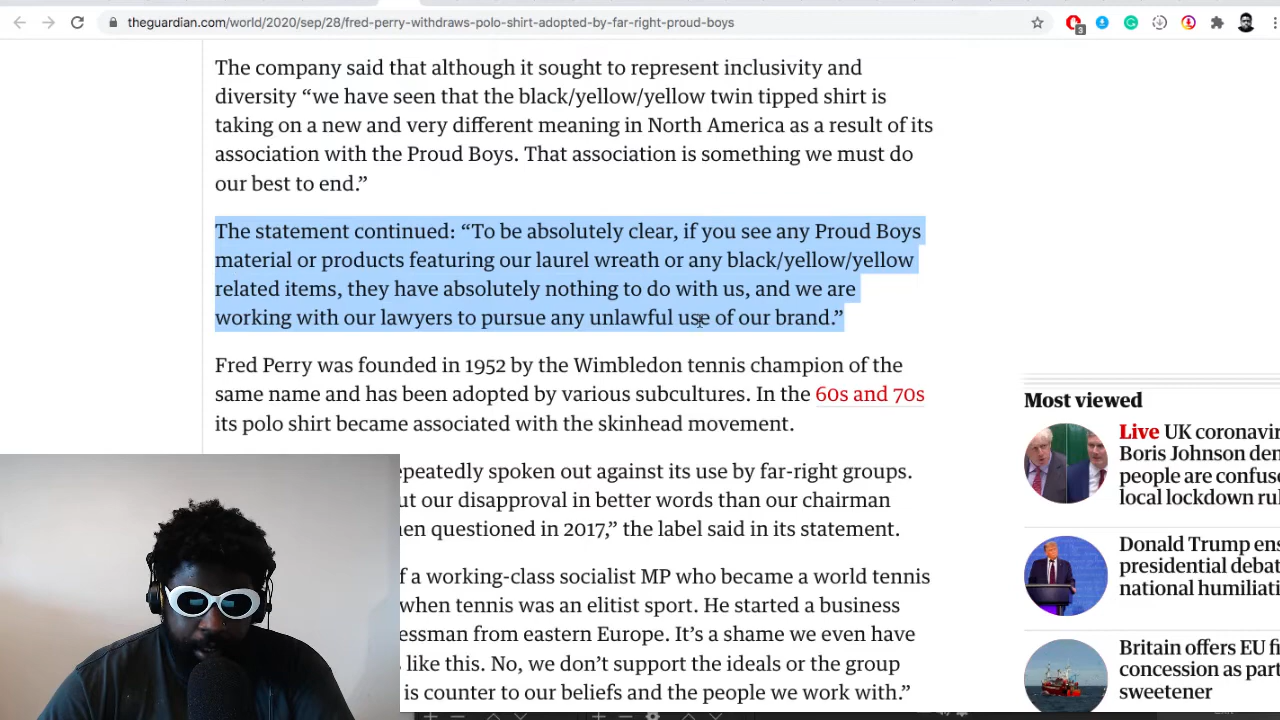 theguardian.com/world/2020/sep/28/fred-perry-withdraws-polo-shirt-adopted-by-far-right-proud-boys
3
The company said that although it sought to represent inclusivity and
diversity “we have seen that the black/yellow/yellow twin tipped shirt is
taking on a new and very different meaning in North America as a result of its
association with the Proud Boys. That association is something we must do
our best to end.”
The statement continued: “To be absolutely clear, if you see any Proud Boys
material or products featuring our laurel wreath or any black/yellow/yellow
related items, they have absolutely nothing to do with us, and we are
working with our lawyers to pursue any unlawful use of our brand.”
Fred Perry was founded in 1952 by the Wimbledon tennis champion of the
same name and has been adopted by various subcultures. In the 60s and 70s
its polo shirt became associated with the skinhead movement.
epeatedly spoken out against its use by far-right groups.
ut our disapproval in better words than our chairman
en questioned in 2017,” the label said in its statement.
f a working-class socialist MP who became a world tennis
when tennis was an elitist sport. He started a business
essman from eastern Europe. It’s a shame we even have
like this. No, we don’t support the ideals or the group
is counter to our beliefs and the people we work with.”
Most viewed
Live UK coronavir
Boris Johnson den
people are confuse
local lockdown rul
Donald Trump ens
presidential debat
national humiliati
Britain offers EU fi
concession as part
sweetener